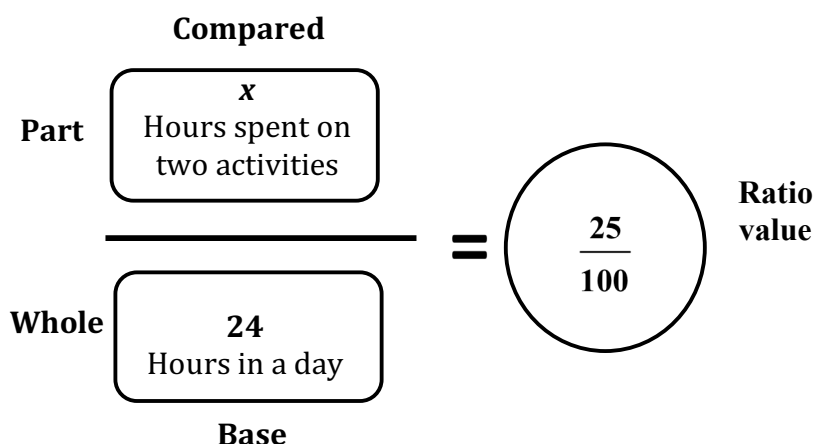 Compared
x
Hours spent on
two activities
Part
=
25
100
Ratio
value
Whole
24
Hours in a day
Base